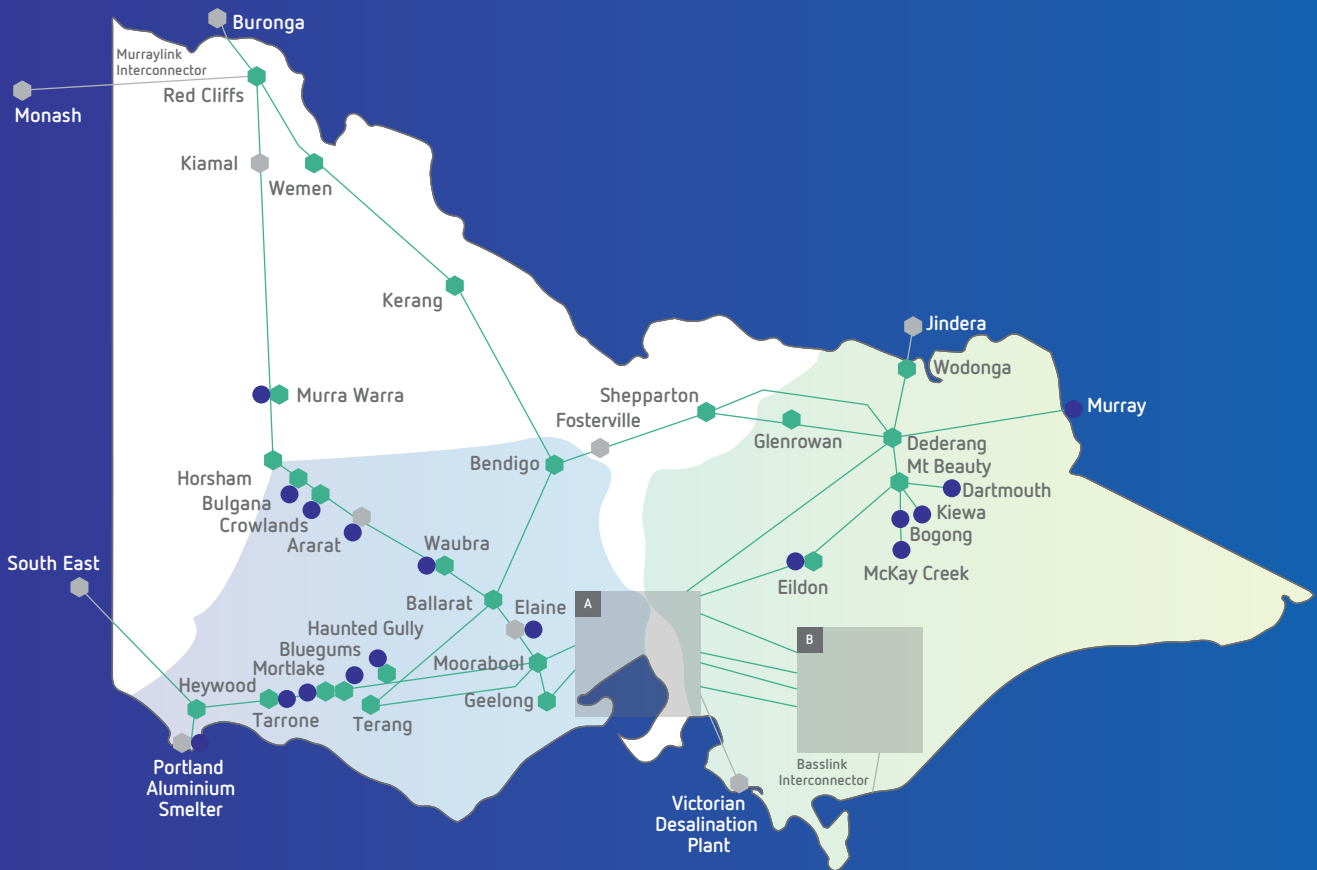 Buronga
Murraylink
Interconnector
Red Cliffs
Monash
Kiamal
Wemen
Kerang
Jindera
Wodonga
Murra Warra
Shepparton
Fosterville
Murray
Glenrowan
Dederang
Bendigo
Mt Beauty
Horsham
Dartmouth
Bulgana
Kiewa
Crowlands
Bogong
Ararat
Waubra
South East
McKay Creek
Eildon
Ballarat
Elaine
A
Haunted Gully
B
Bluegums
Moorabool
Mortlake
Heywood
Geelong
Tarrone
Terang
Portland
Aluminium
Smelter
Basslink
Interconnector
Victorian
Desalination
Plant